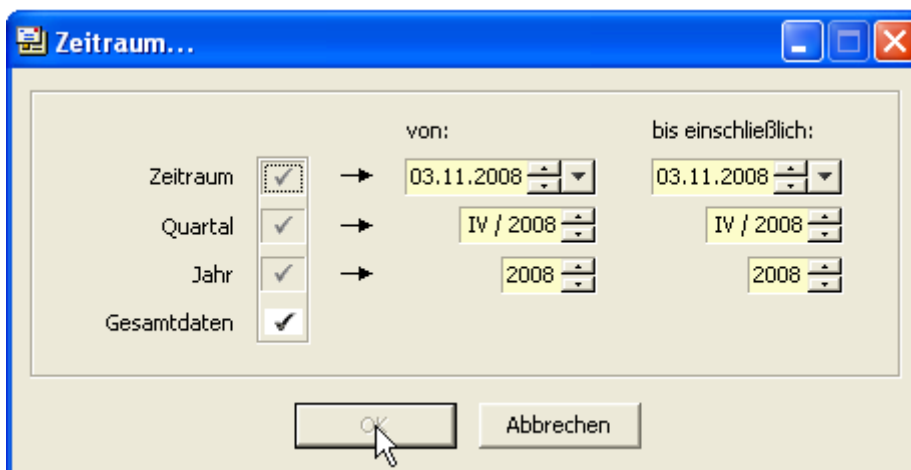 Zeitraum...
von: bis einschließlich:
Zeitraum 03.11.2008 03.11.2008
Quartal IV / 2008 IV / 2008
Jahr 2008 2008
Gesamtdaten
OK Abbrechen